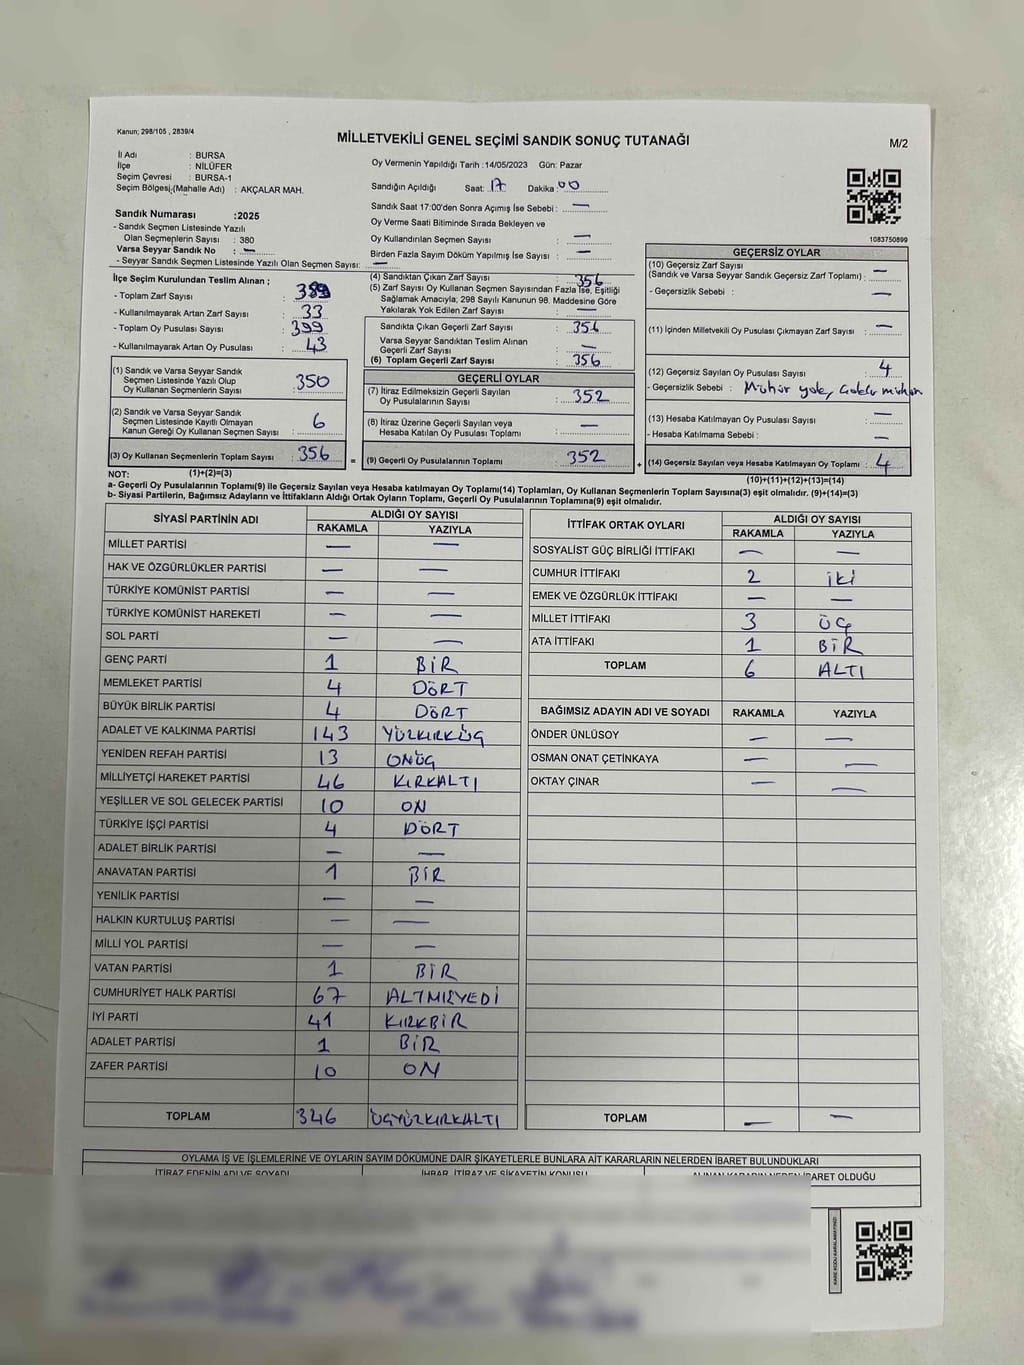 Kanun; 298/105 , 2839/4
MİLLETVEKİLİ GENEL SEÇİMİ SANDIK SONUÇ TUTANAĞI
M/2
İl Adı : BURSA
İlçe : NİLÜFER
Seçim Çevresi : BURSA-1
Seçim Bölgesi,(Mahalle Adı) : AKÇALAR MAH.
Sandık Numarası :2025
- Sandık Seçmen Listesinde Yazılı
Olan Seçmenlerin Sayısı : 380
Varsa Seyyar Sandık No : —
- Seyyar Sandık Seçmen Listesinde Yazılı Olan Seçmen Sayısı: —
Oy Vermenin Yapıldığı Tarih :14/05/2023 Gün: Pazar
Sandığın Açıldığı Saat: 17 Dakika: 00
Sandık Saat 17:00'den Sonra Açımış İse Sebebi : —
Oy Verme Saati Bitiminde Sırada Bekleyen ve
Oy Kullandırılan Seçmen Sayısı : —
Birden Fazla Sayım Döküm Yapılmış İse Sayısı : —
1083750899
İlçe Seçim Kurulundan Teslim Alınan ;
- Toplam Zarf Sayısı : 389
- Kullanılmayarak Artan Zarf Sayısı : 33
- Toplam Oy Pusulası Sayısı : 399
- Kullanılmayarak Artan Oy Pusulası : 43
(1) Sandık ve Varsa Seyyar Sandık
Seçmen Listesinde Yazılı Olup
Oy Kullanan Seçmenlerin Sayısı : 350
(2) Sandık ve Varsa Seyyar Sandık
Seçmen Listesinde Kayıtlı Olmayan
Kanun Gereği Oy Kullanan Seçmen Sayısı : 6
(3) Oy Kullanan Seçmenlerin Toplam Sayısı : 356
(4) Sandıktan Çıkan Zarf Sayısı : 356
(5) Zarf Sayısı Oy Kullanan Seçmen Sayısından Fazla İse, Eşitliği
Sağlamak Amacıyla; 298 Sayılı Kanunun 98. Maddesine Göre
Yakılarak Yok Edilen Zarf Sayısı : —
Sandıkta Çıkan Geçerli Zarf Sayısı : 356
Varsa Seyyar Sandıktan Teslim Alınan
Geçerli Zarf Sayısı : —
(6) Toplam Geçerli Zarf Sayısı : 356
GEÇERLİ OYLAR
(7) İtiraz Edilmeksizin Geçerli Sayılan
Oy Pusulalarının Sayısı : 352
(8) İtiraz Üzerine Geçerli Sayılan veya
Hesaba Katılan Oy Pusulası Toplamı : —
= (9) Geçerli Oy Pusulalarının Toplamı : 352 +
GEÇERSİZ OYLAR
(10) Geçersiz Zarf Sayısı
(Sandık ve Varsa Seyyar Sandık Geçersiz Zarf Toplamı) : —
- Geçersizlik Sebebi : —
(11) İçinden Milletvekili Oy Pusulası Çıkmayan Zarf Sayısı : —
(12) Geçersiz Sayılan Oy Pusulası Sayısı : 4
- Geçersizlik Sebebi : Mühür yok,
(13) Hesaba Katılmayan Oy Pusulası Sayısı : —
- Hesaba Katılmama Sebebi : —
(14) Geçersiz Sayılan veya Hesaba Katılmayan Oy Toplamı : 4
NOT: (1)+(2)=(3)
(10)+(11)+(12)+(13)=(14)
a- Geçerli Oy Pusulalarının Toplamı(9) ile Geçersiz Sayılan veya Hesaba Katılmayan Oy Toplamı(14) Toplamları, Oy Kullanan Seçmenlerin Toplam Sayısına(3) eşit olmalıdır. (9)+(14)=(3)
b- Siyasi Partilerin, Bağımsız Adayların ve İttifakların Aldığı Ortak Oyların Toplamı, Geçerli Oy Pusulalarının Toplamına(9) eşit olmalıdır.
SİYASİ PARTİNİN ADI ALDIĞI OY SAYISI
RAKAMLA YAZIYLA
MİLLET PARTİSİ — —
HAK VE ÖZGÜRLÜKLER PARTİSİ — —
TÜRKİYE KOMÜNİST PARTİSİ — —
TÜRKİYE KOMÜNİST HAREKETİ — —
SOL PARTİ — —
GENÇ PARTİ 1 BİR
MEMLEKET PARTİSİ 4 DÖRT
BÜYÜK BİRLİK PARTİSİ 4 DÖRT
ADALET VE KALKINMA PARTİSİ 143 YÜZKIRKÜÇ
YENİDEN REFAH PARTİSİ 13 ONÜÇ
MİLLİYETÇİ HAREKET PARTİSİ 46 KIRKALTI
YEŞİLLER VE SOL GELECEK PARTİSİ 10 ON
TÜRKİYE İŞÇİ PARTİSİ 4 DÖRT
ADALET BİRLİK PARTİSİ — —
ANAVATAN PARTİSİ 1 BİR
YENİLİK PARTİSİ — —
HALKIN KURTULUŞ PARTİSİ — —
MİLLİ YOL PARTİSİ — —
VATAN PARTİSİ 1 BİR
CUMHURİYET HALK PARTİSİ 67 ALTMIŞYEDİ
İYİ PARTİ 41 KIRKBİR
ADALET PARTİSİ 1 BİR
ZAFER PARTİSİ 10 ON
TOPLAM 346 ÜÇYÜZKIRKALTI
İTTİFAK ORTAK OYLARI ALDIĞI OY SAYISI
RAKAMLA YAZIYLA
SOSYALİST GÜÇ BİRLİĞİ İTTİFAKI — —
CUMHUR İTTİFAKI 2 iki
EMEK VE ÖZGÜRLÜK İTTİFAKI — —
MİLLET İTTİFAKI 3 ÜÇ
ATA İTTİFAKI 1 BİR
TOPLAM 6 ALTI
BAĞIMSIZ ADAYIN ADI VE SOYADI RAKAMLA YAZIYLA
ÖNDER ÜNLÜSOY — —
OSMAN ONAT ÇETİNKAYA — —
OKTAY ÇINAR — —
TOPLAM — —
OYLAMA İŞ VE İŞLEMLERİNE VE OYLARIN SAYIM DÖKÜMÜNE DAİR ŞİKAYETLERLE BUNLARA AİT KARARLARIN NELERDEN İBARET BULUNDUKLARI
İTİRAZ EDENİN ADI VE SOYADI İHBAR, İTİRAZ VE ŞİKAYETİN KONUSU ALINAN KARARIN NEDEN İBARET OLDUĞU
KARE KODU KARALAMAYINIZ!